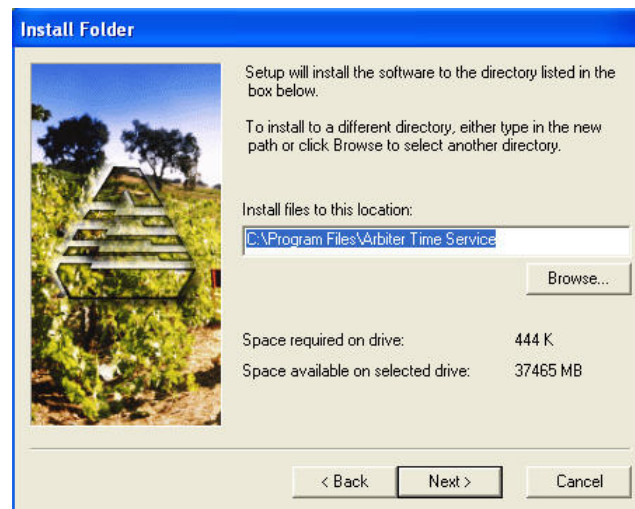 Install Folder
Setup will install the software to the directory listed in the
box below.
To install to a different directory, either type in the new
path or click Browse to select another directory.
Install files to this location:
C:\Program Files\Arbiter Time Service
Browse...
Space required on drive: 444 K
Space available on selected drive: 37465 MB
< Back Next > Cancel